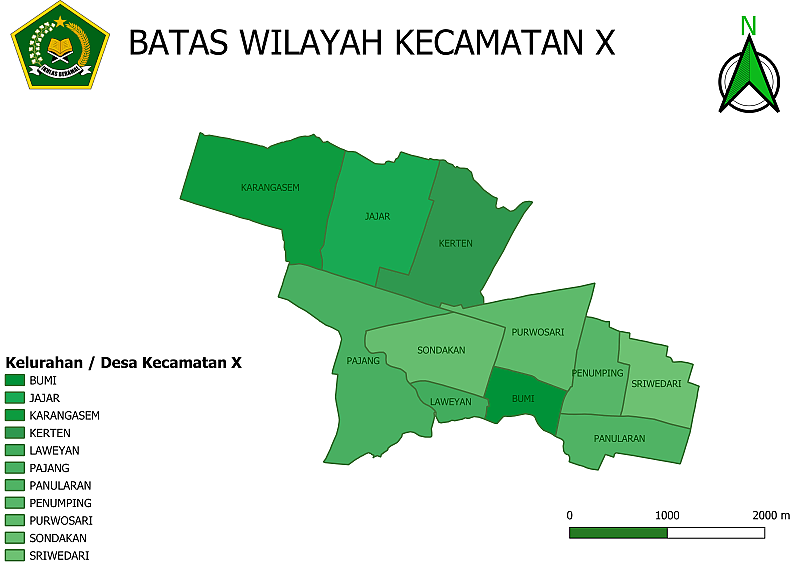 IKHLAS BERAMAL
BATAS WILAYAH KECAMATAN X
N
KARANGASEM
JAJAR
KERTEN
PURWOSARI
SONDAKAN
PAJANG
PENUMPING
SRIWEDARI
LAWEYAN
BUMI
PANULARAN
Kelurahan / Desa Kecamatan X
BUMI
JAJAR
KARANGASEM
KERTEN
LAWEYAN
PAJANG
PANULARAN
PENUMPING
PURWOSARI
SONDAKAN
SRIWEDARI
0 1000 2000 m